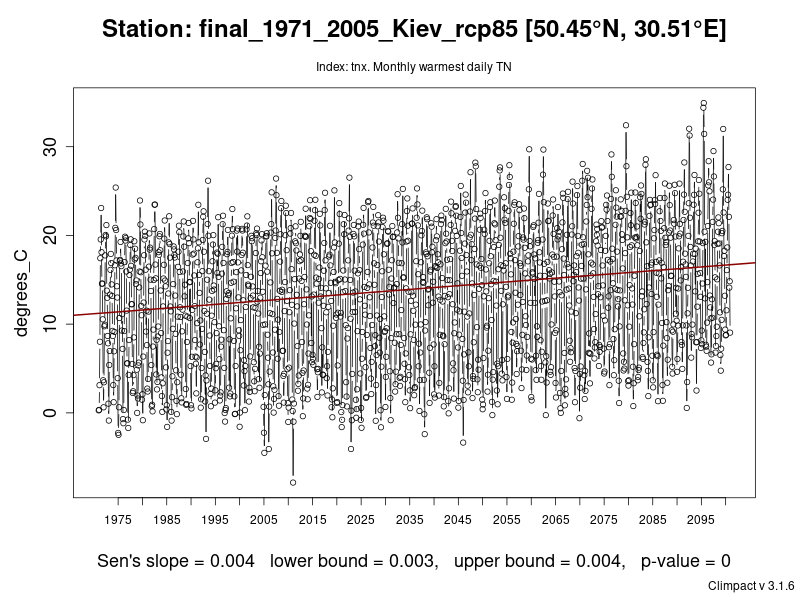 Station: final_1971_2005_Kiev_rcp85 [50.45°N, 30.51°E]
Index: tnx. Monthly warmest daily TN
30
20
10
0
degrees_C
1975 1985 1995 2005 2015 2025 2035 2045 2055 2065 2075 2085 2095
Sen's slope = 0.004 lower bound = 0.003, upper bound = 0.004, p-value = 0
Climpact v 3.1.6